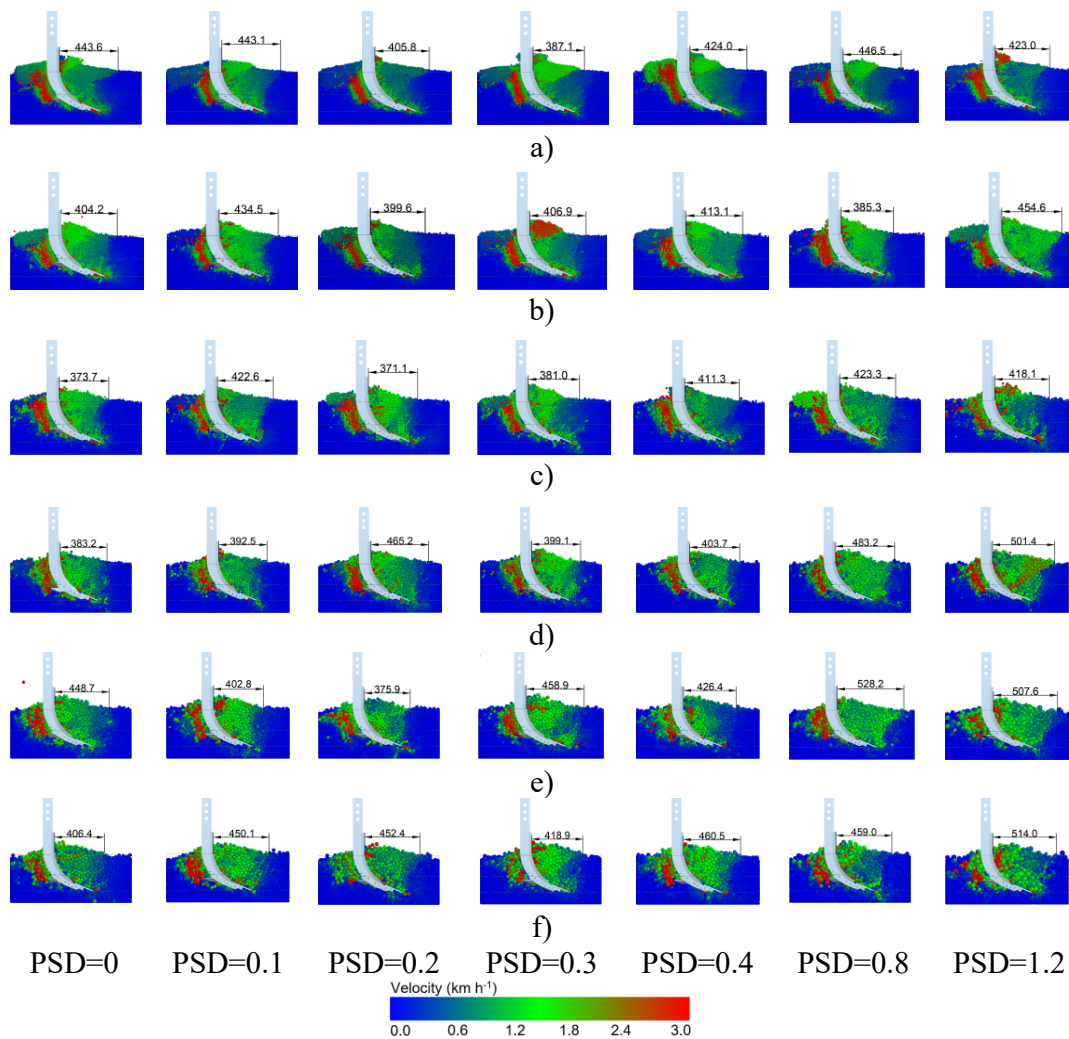 443.6 443.1 405.8 387.1 424.0 446.5 423.0
a)
404.2 434.5 399.6 406.9 413.1 385.3 454.6
b)
373.7 422.6 371.1 381.0 411.3 423.3 418.1
c)
383.2 392.5 465.2 399.1 403.7 483.2 501.4
d)
448.7 402.8 375.9 458.9 426.4 528.2 507.6
e)
406.4 450.1 452.4 418.9 460.5 459.0 514.0
f)
PSD=0 PSD=0.1 PSD=0.2 PSD=0.3 PSD=0.4 PSD=0.8 PSD=1.2
Velocity (km h⁻¹)
0.0 0.6 1.2 1.8 2.4 3.0